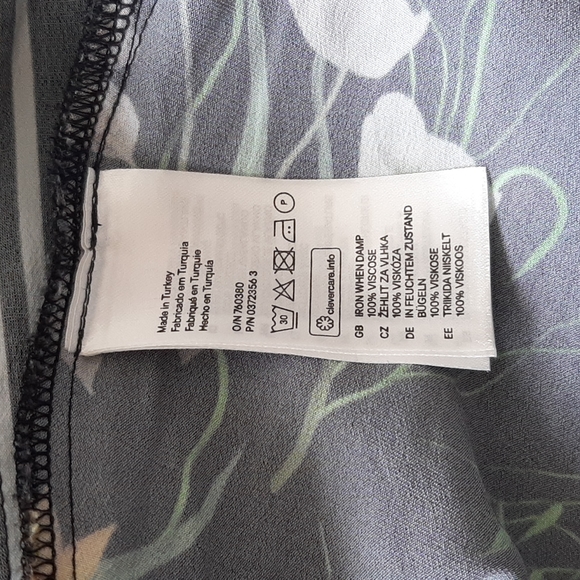 Made in Turkey
Fabricado em Turquia
Fabriqué en Turquie
Hecho en Turquía
O/N 760380
P/N 0372356 3
30
P
clevercare.info
GB IRON WHEN DAMP
100% VISCOSE
CZ ŽEHLIT ZA VLHKA
100% VISKÓZA
DE IN FEUCHTEM ZUSTAND
BÜGELN
100% VISKOSE
EE TRIIKIDA NIISKELT
100% VISKOOS